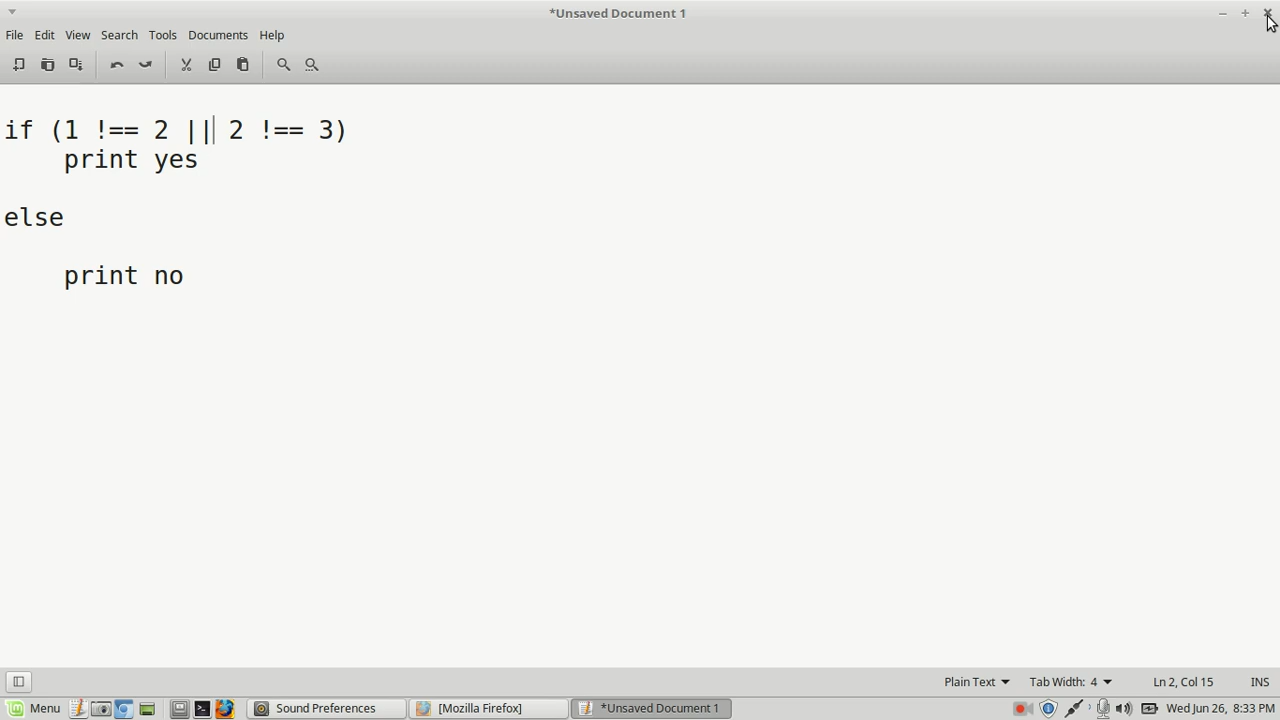 *Unsaved Document 1
File Edit View Search Tools Documents Help
if (1 !== 2 || 2 !== 3)
print yes
else
print no
Plain Text Tab Width: 4 Ln 2, Col 15 INS
Menu Sound Preferences [Mozilla Firefox] *Unsaved Document 1 Wed Jun 26, 8:33 PM